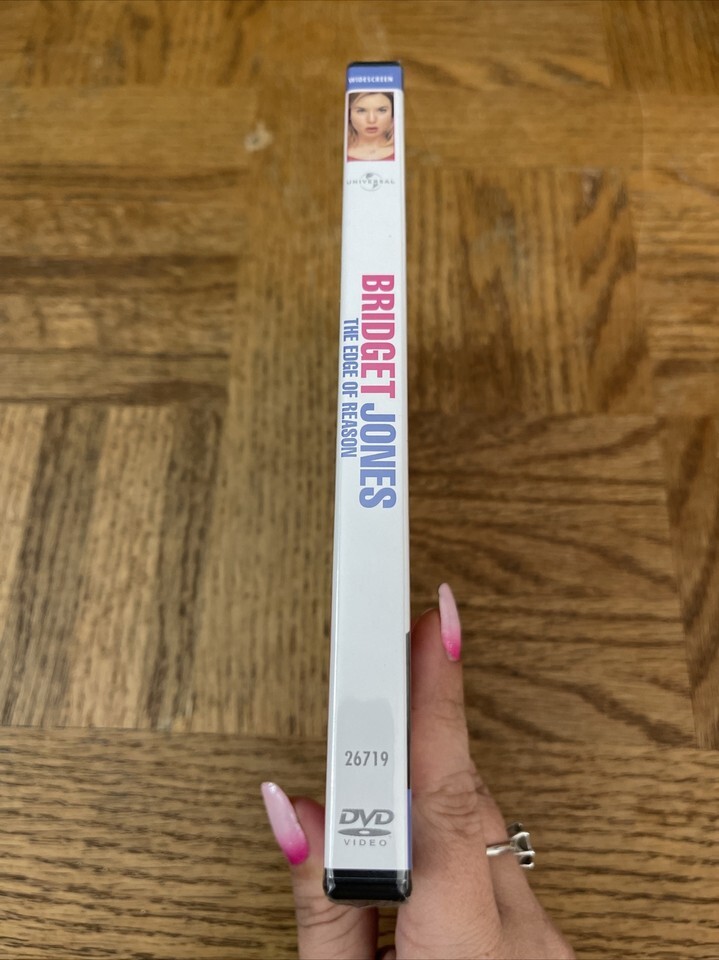 WIDESCREEN
UNIVERSAL
BRIDGET JONES
THE EDGE OF REASON
26719
DVD
VIDEO